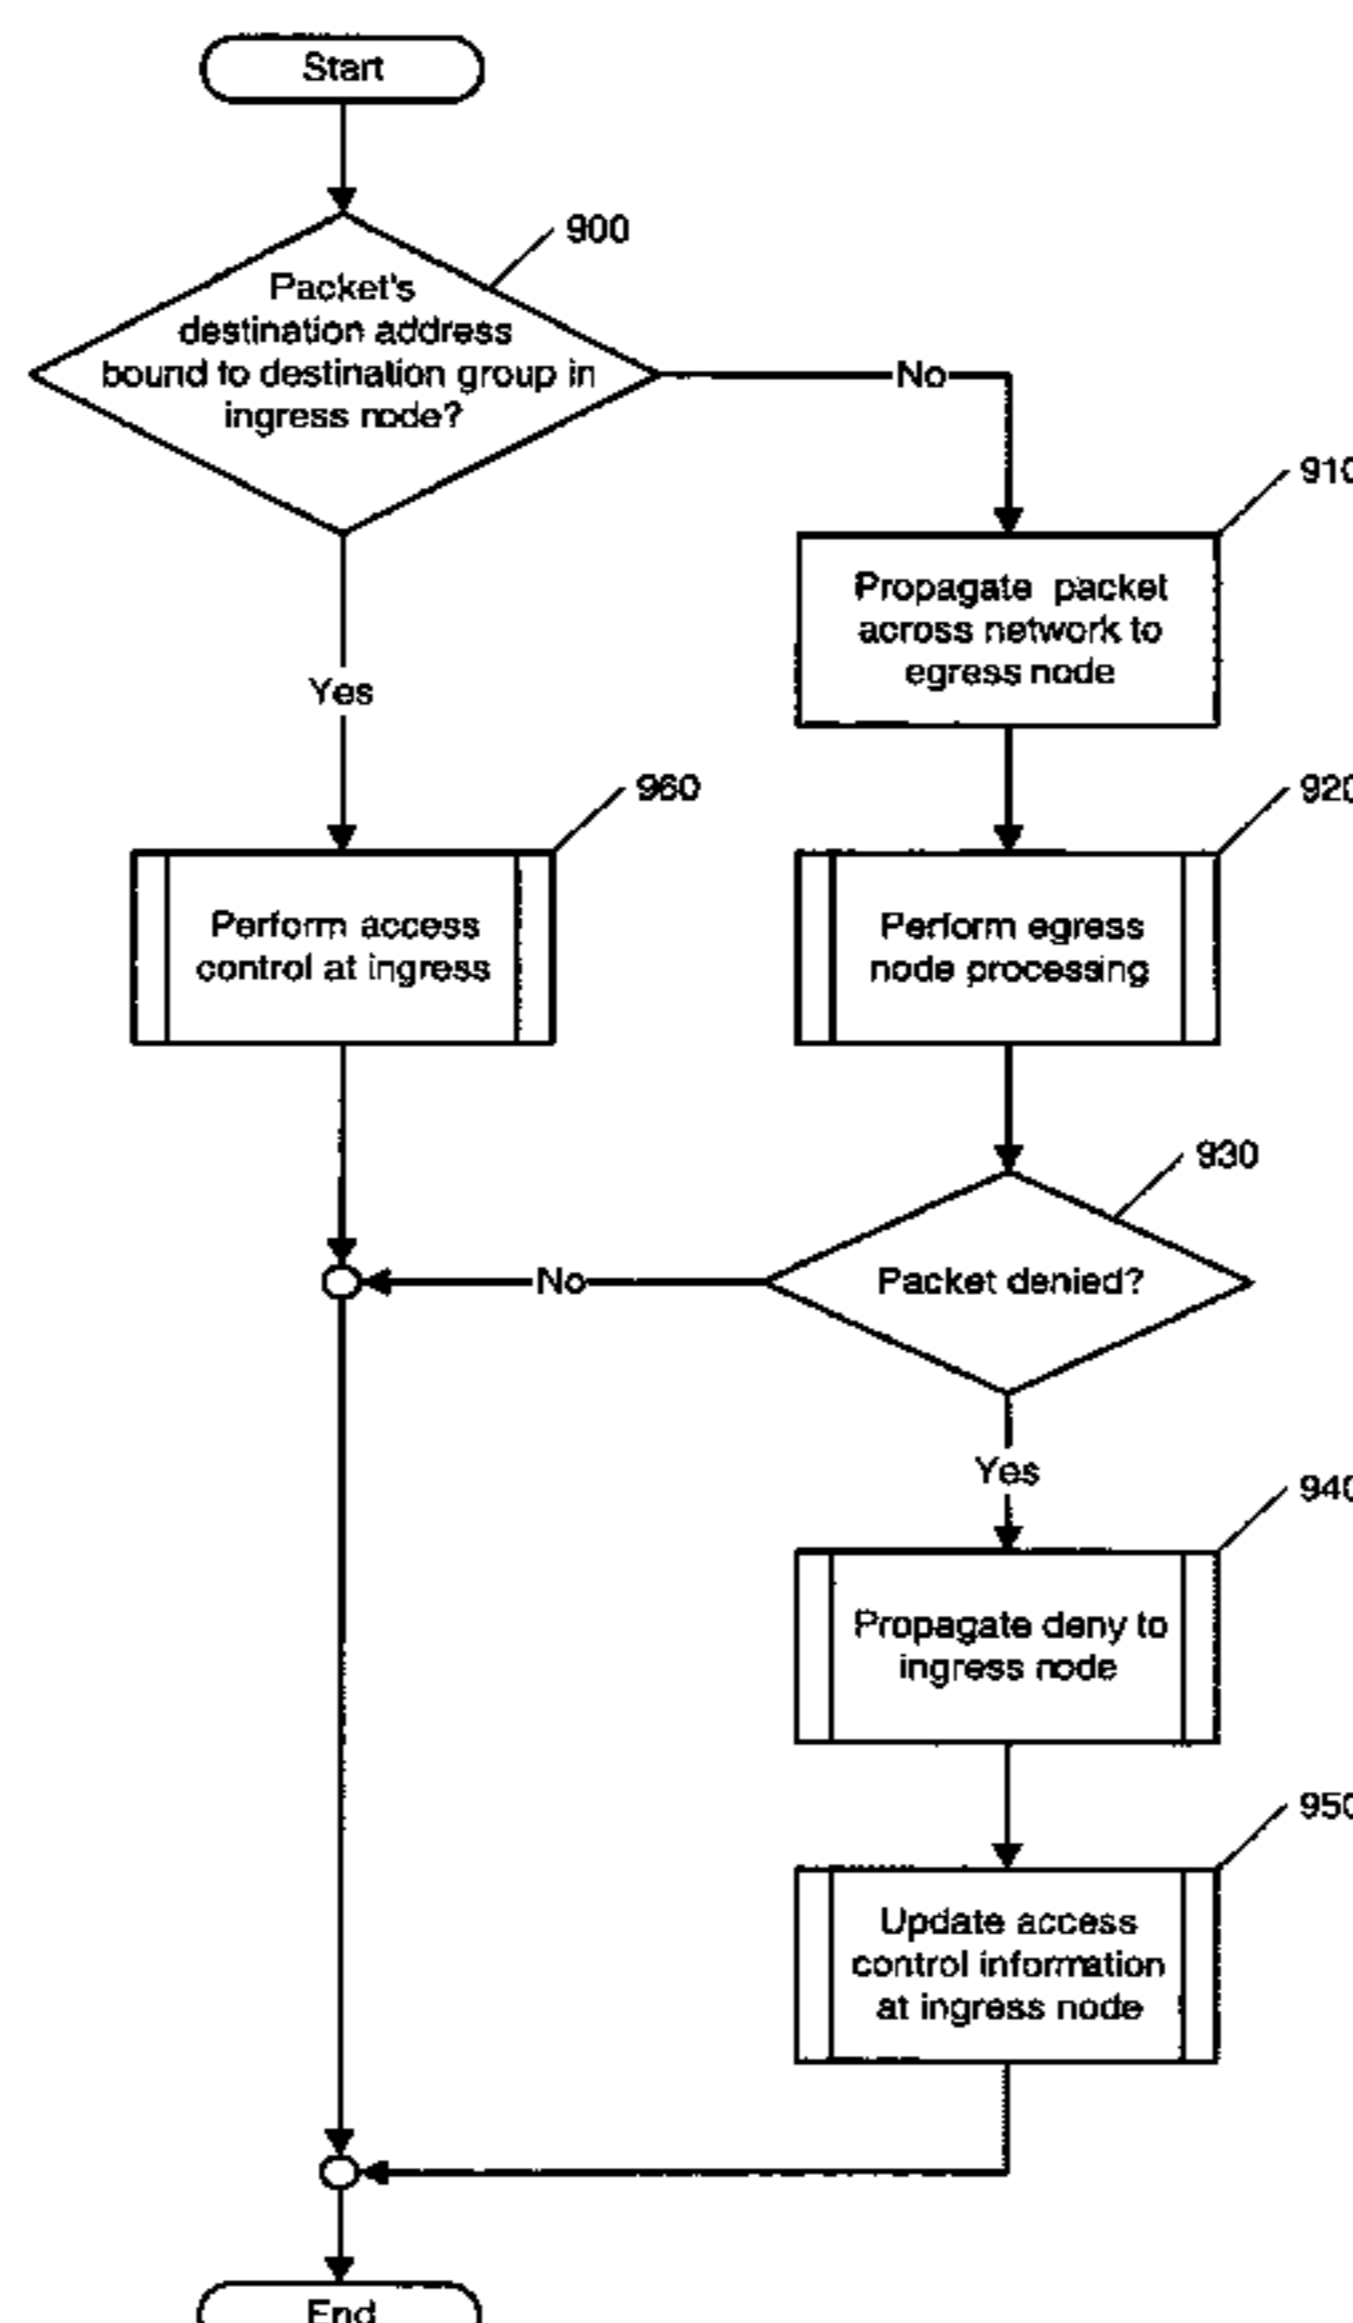 Start
900
Packet's
destination address
bound to destination group in
ingress node?
No
910
Propagate packet
across network to
egress node
Yes
960
920
Perform access
control at ingress
Perform egress
node processing
930
Packet denied?
No
Yes
940
Propagate deny to
ingress node
950
Update access
control information
at ingress node
End